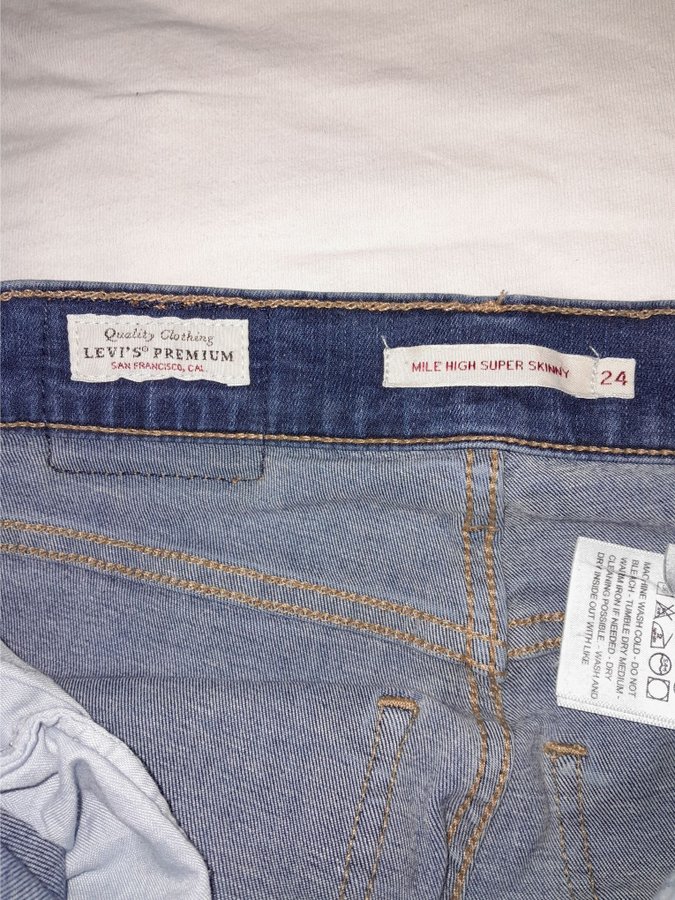 Quality Clothing
LEVI'S® PREMIUM
SAN FRANCISCO, CAL.
MILE HIGH SUPER SKINNY
24
MACHINE WASH COLD - DO NOT
BLEACH - TUMBLE DRY MEDIUM -
WARM IRON IF NEEDED - DRY
CLEANING POSSIBLE - WASH AND
DRY INSIDE OUT WITH LIKE